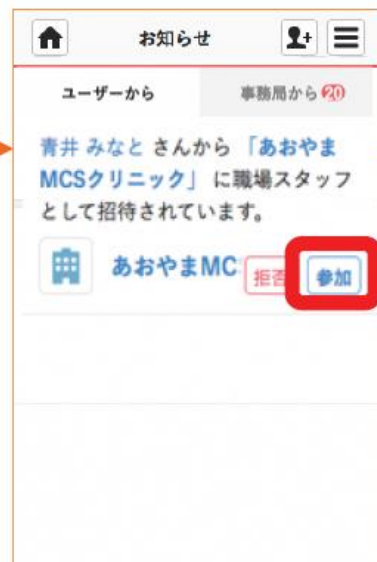 お知らせ
ユーザーから
事務局から 20
青井 みなと さんから 「あおやま
MCSクリニック」 に職場スタッフ
として招待されています。
あおやまMC 拒否 参加